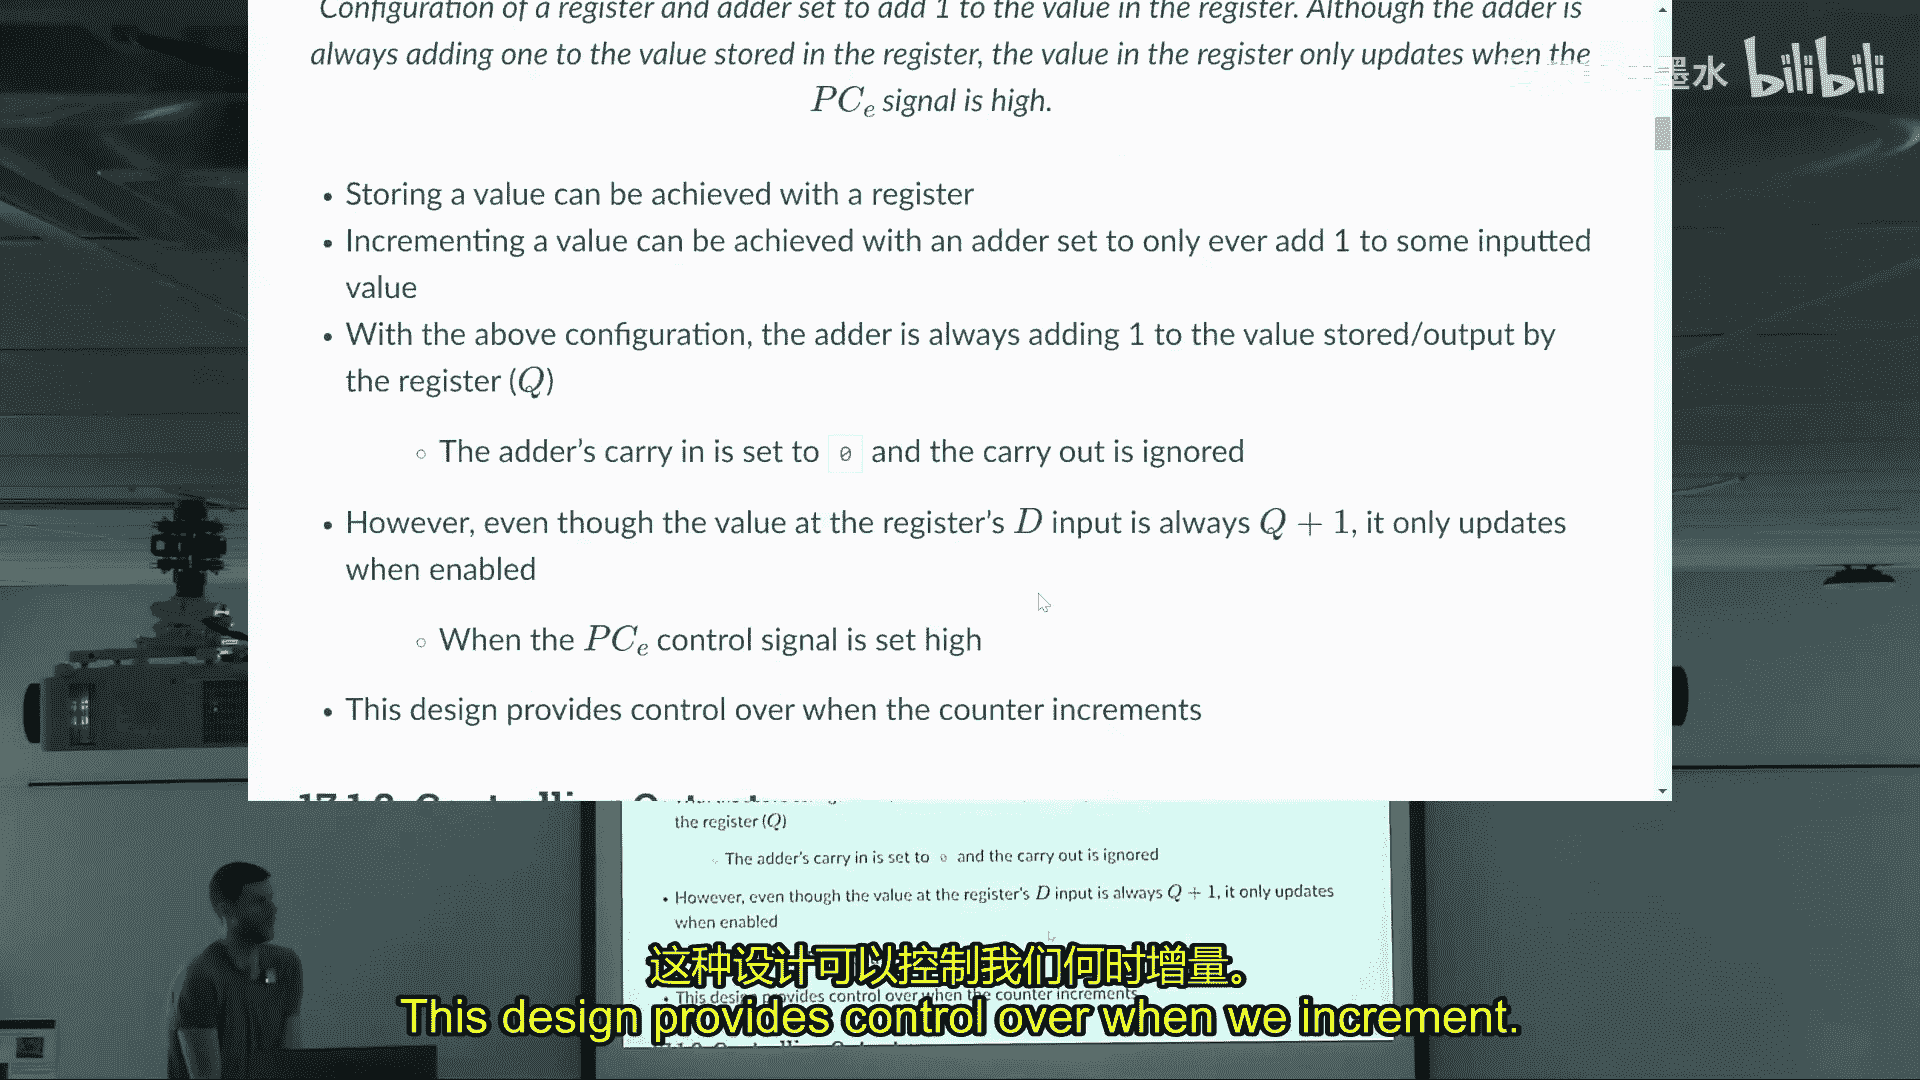 Configuration of a register and adder set to add 1 to the value in the register. Although the adder is
always adding one to the value stored in the register, the value in the register only updates when the
PCₑ signal is high.
墨水 bilibili
• Storing a value can be achieved with a register
• Incrementing a value can be achieved with an adder set to only ever add 1 to some inputted
value
• With the above configuration, the adder is always adding 1 to the value stored/output by
the register (Q)
◦ The adder's carry in is set to 0 and the carry out is ignored
• However, even though the value at the register's D input is always Q + 1, it only updates
when enabled
◦ When the PCₑ control signal is set high
• This design provides control over when the counter increments
the register (Q)
The adder's carry in is set to 0 and the carry out is ignored
• However, even though the value at the register's D input is always Q + 1, it only updates
when enabled
• This design provides control over when the counter increments
这种设计可以控制我们何时增量。
This design provides control over when we increment.